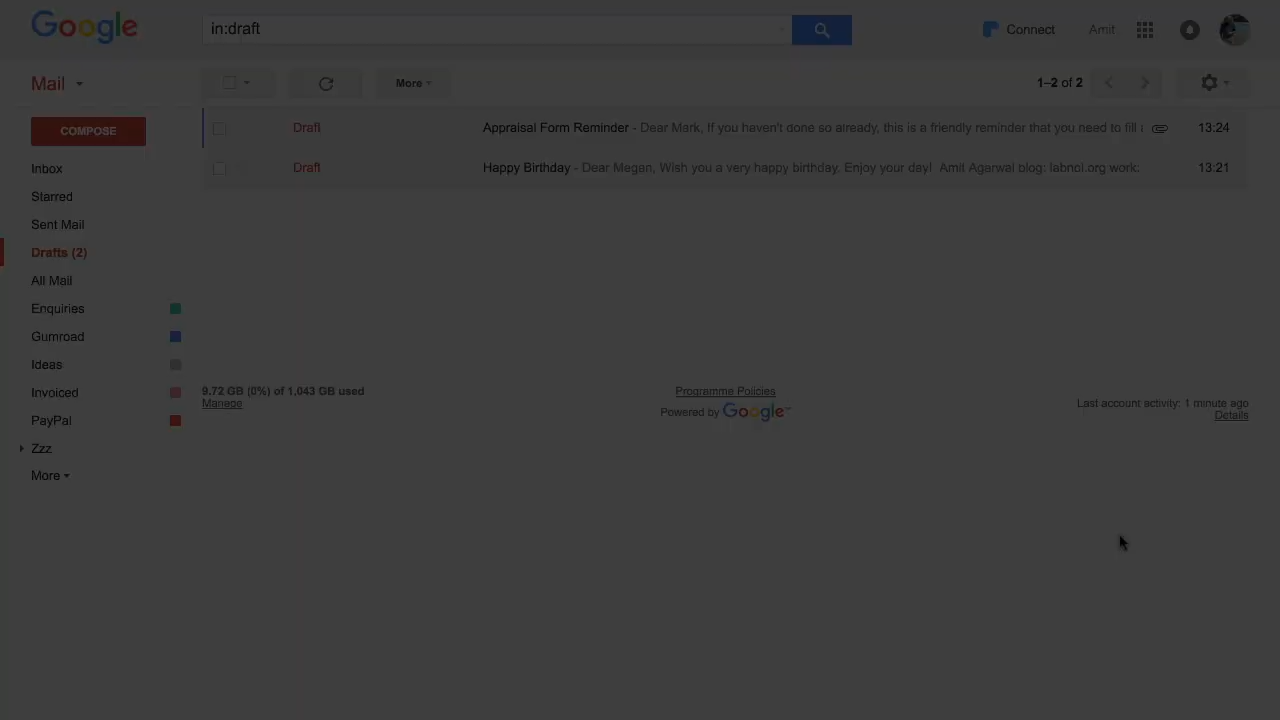 Google
in:draft
Connect
Amit
Mail
More
1–2 of 2
COMPOSE
Draft
Appraisal Form Reminder - Dear Mark, If you haven't done so already, this is a friendly reminder that you need to fill
13:24
Draft
Happy Birthday - Dear Megan, Wish you a very happy birthday. Enjoy your day! Amit Agarwal blog: labnol.org work:
13:21
Inbox
Starred
Sent Mail
Drafts (2)
All Mail
Enquiries
Gumroad
Ideas
Invoiced
PayPal
Zzz
More
9.72 GB (0%) of 1,043 GB used
Manage
Programme Policies
Powered by Google™
Last account activity: 1 minute ago
Details